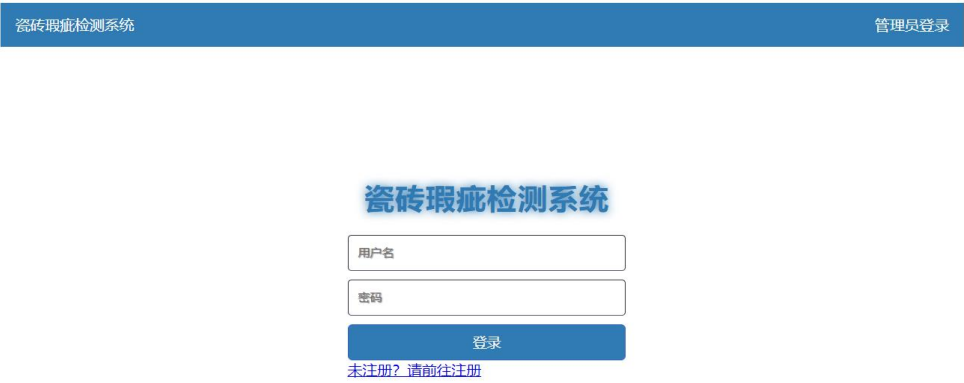 瓷砖瑕疵检测系统 管理员登录
瓷砖瑕疵检测系统
用户名
密码
登录
未注册？请前往注册